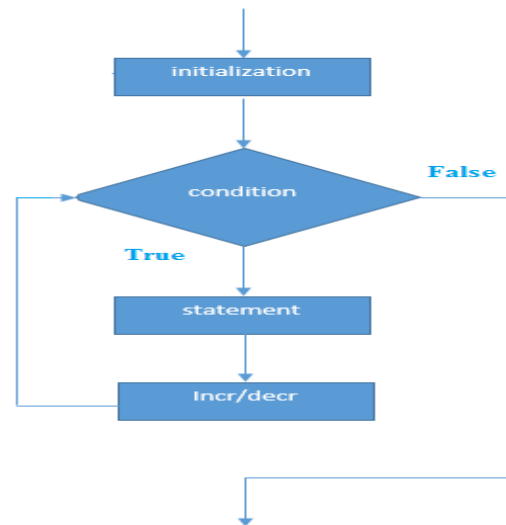 initialization
condition
False
True
statement
Incr/decr